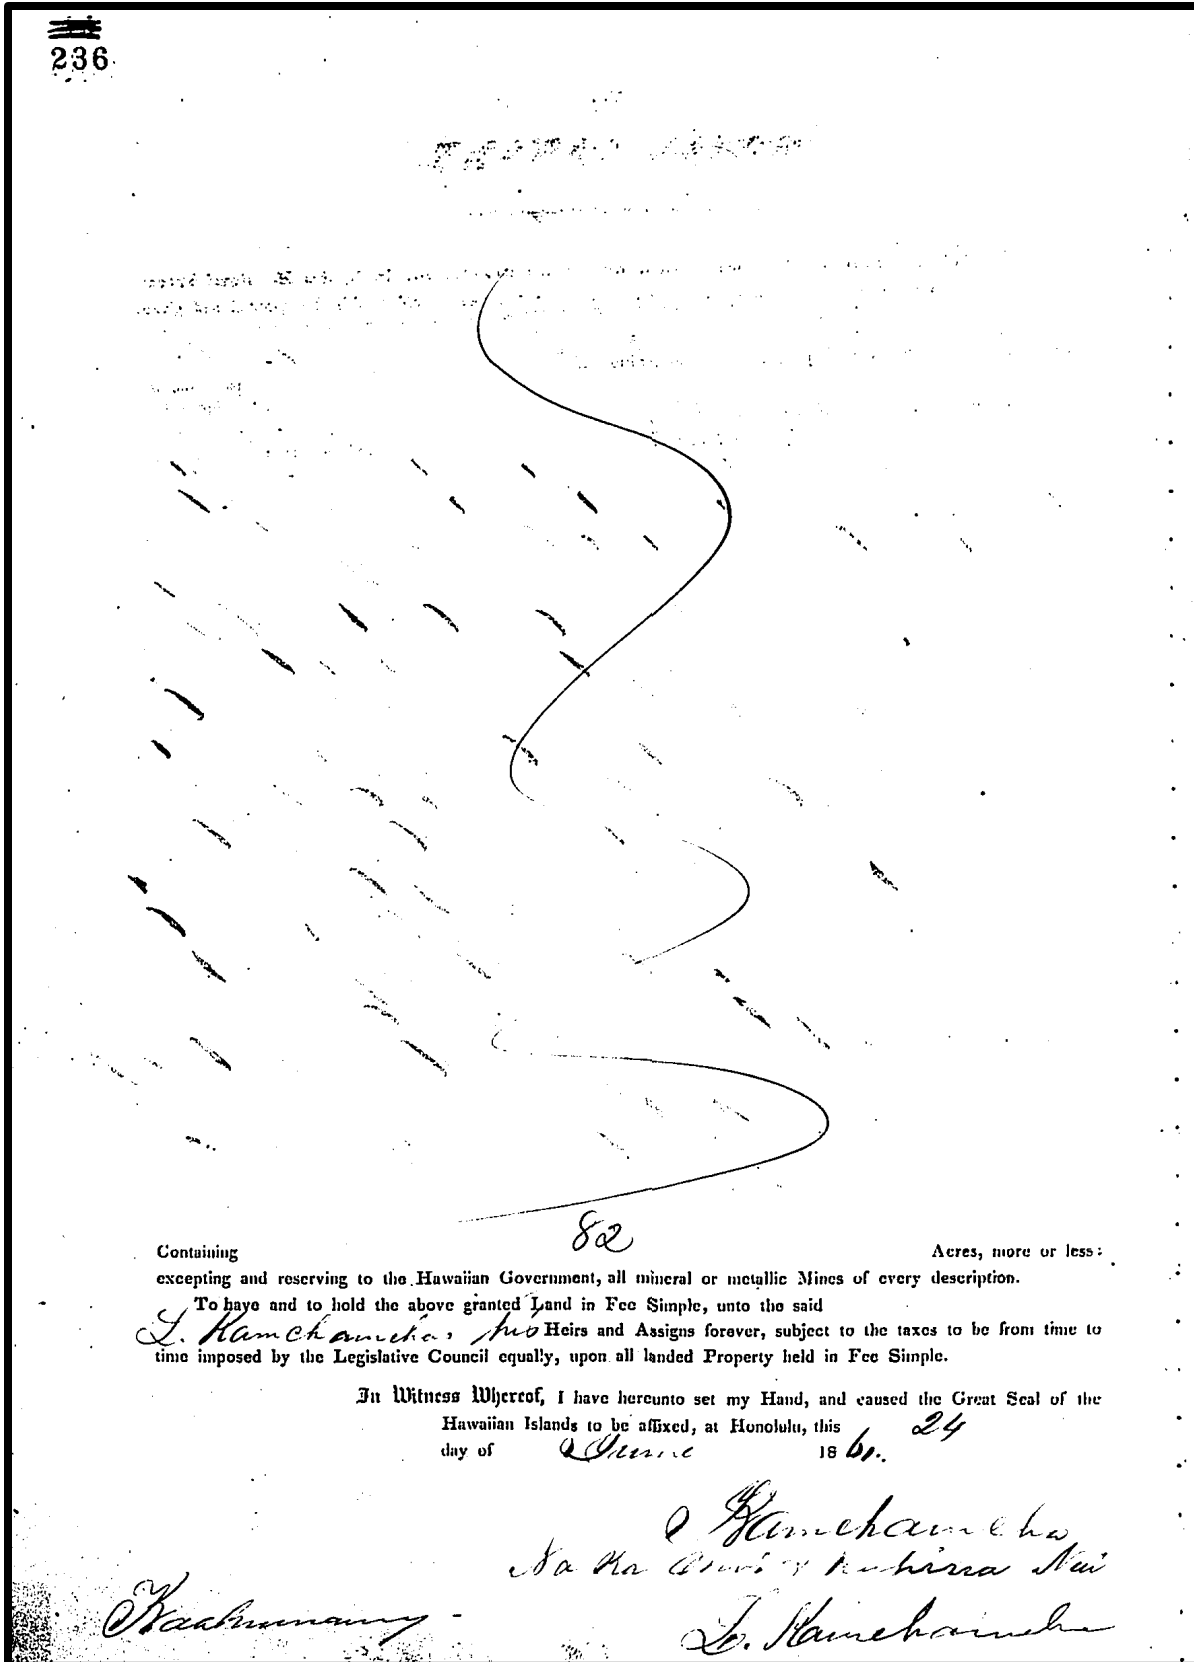 236
82
Containing Acres, more or less:
excepting and reserving to the Hawaiian Government, all mineral or metallic Mines of every description.
To have and to hold the above granted Land in Fee Simple, unto the said
L. Kamehameha, his Heirs and Assigns forever, subject to the taxes to be from time to
time imposed by the Legislative Council equally, upon all landed Property held in Fee Simple.
In Witness Whereof, I have hereunto set my Hand, and caused the Great Seal of the
Hawaiian Islands to be affixed, at Honolulu, this 24
day of June 1861.
Kamehameha
Na Ka Kuhina Nui
Kaahumanu
L. Kamehameha